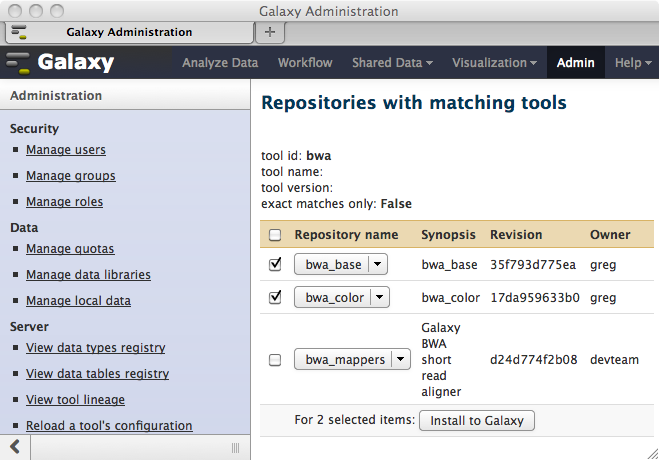 Galaxy Administration
Galaxy Administration
Galaxy Analyze Data Workflow Shared Data Visualization Admin Help
Administration
Security
Manage users
Manage groups
Manage roles
Data
Manage quotas
Manage data libraries
Manage local data
Server
View data types registry
View data tables registry
View tool lineage
Reload a tool's configuration
Repositories with matching tools
tool id: bwa
tool name:
tool version:
exact matches only: False
Repository name Synopsis Revision Owner
bwa_base bwa_base 35f793d775ea greg
bwa_color bwa_color 17da959633b0 greg
Galaxy
BWA
bwa_mappers short d24d774f2b08 devteam
read
aligner
For 2 selected items: Install to Galaxy